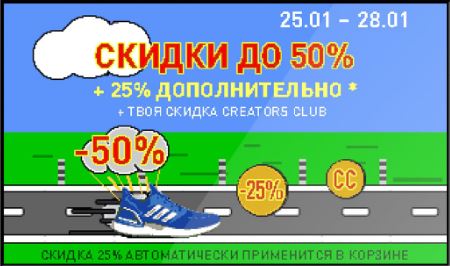 25.01 – 28.01
СКИДКИ ДО 50%
+ 25% ДОПОЛНИТЕЛЬНО *
+ ТВОЯ СКИДКА CREATORS CLUB
-50%
-25%
CC
СКИДКА 25% АВТОМАТИЧЕСКИ ПРИМЕНИТСЯ В КОРЗИНЕ